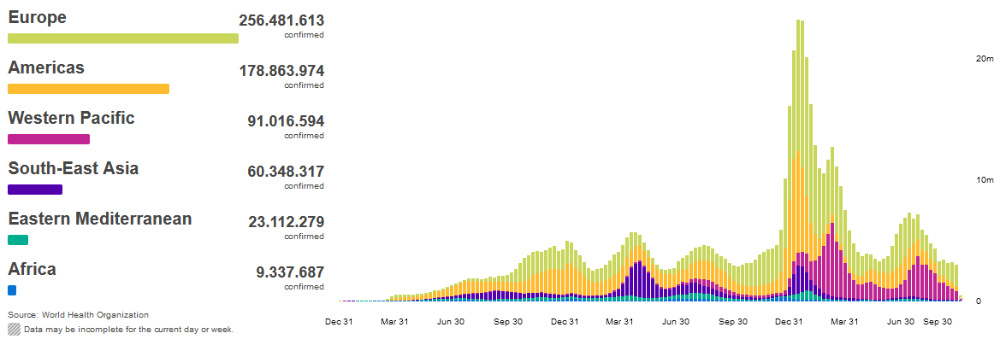 Europe
256.481.613
confirmed
Americas
178.863.974
confirmed
Western Pacific
91.016.594
confirmed
South-East Asia
60.348.317
confirmed
Eastern Mediterranean
23.112.279
confirmed
Africa
9.337.687
confirmed
Source: World Health Organization
Data may be incomplete for the current day or week.
20m
10m
0
Dec 31 Mar 31 Jun 30 Sep 30 Dec 31 Mar 31 Jun 30 Sep 30 Dec 31 Mar 31 Jun 30 Sep 30